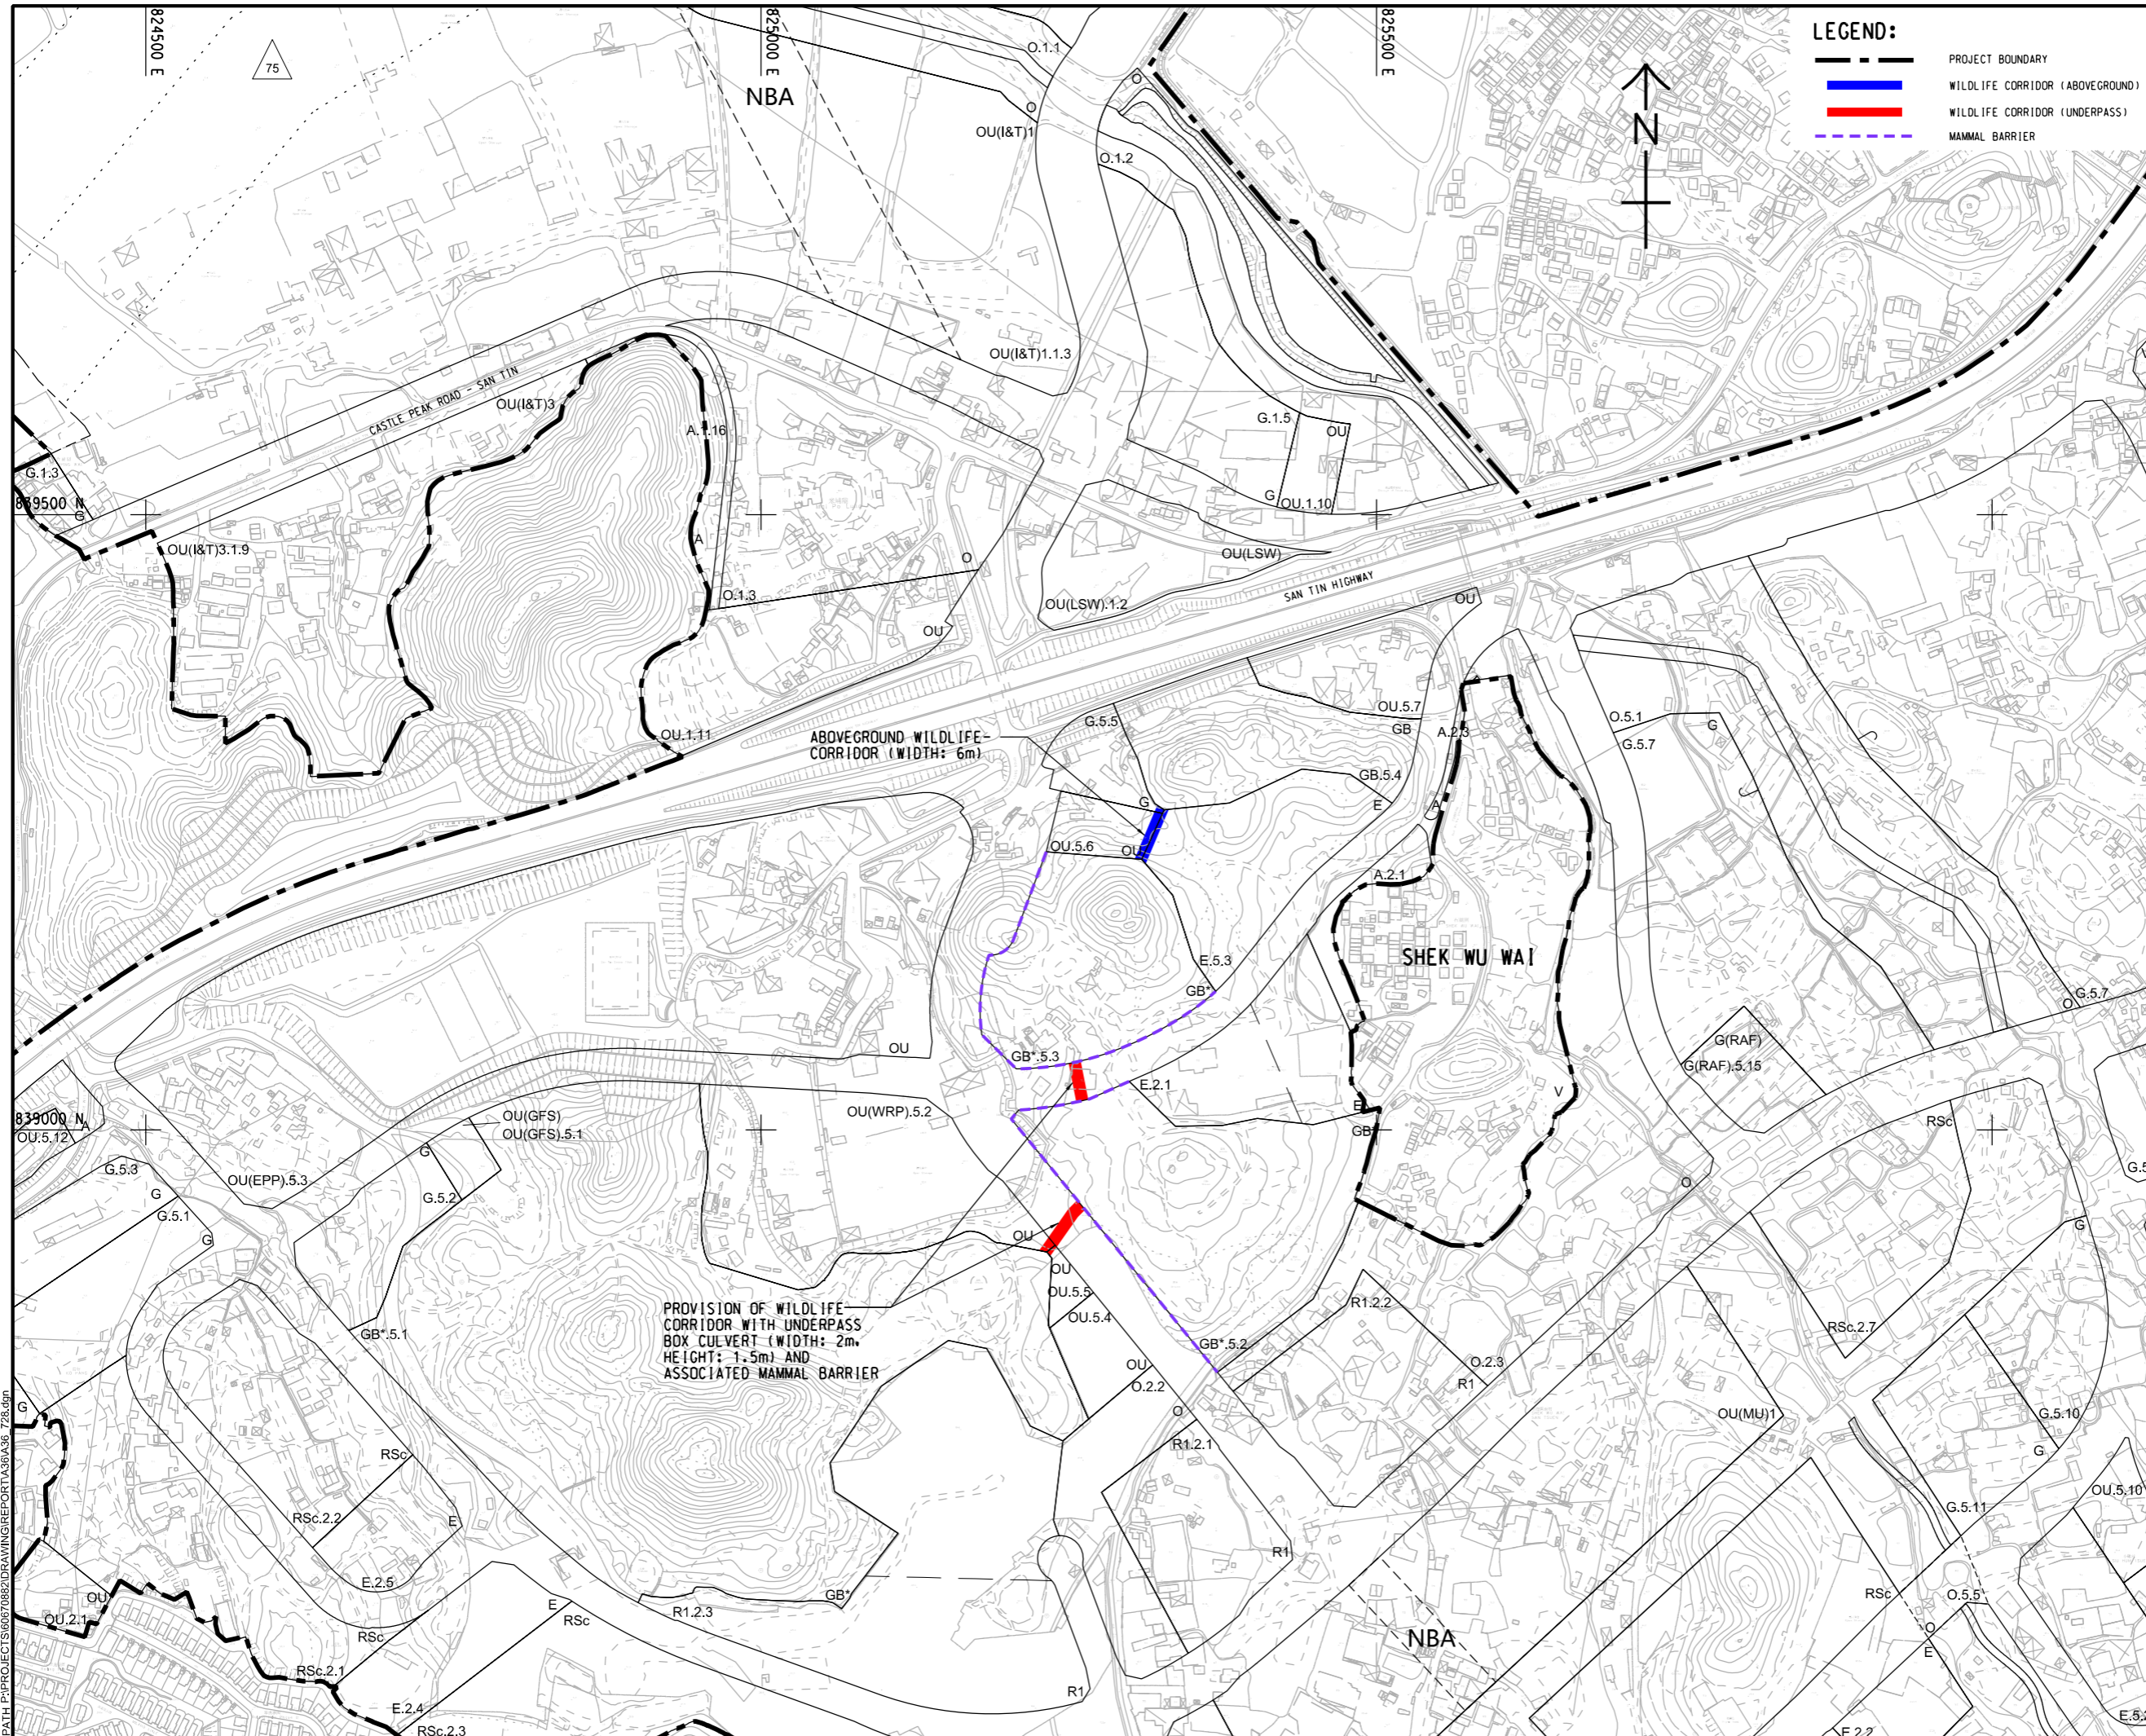 824500 E
825000 E
825500 E
LEGEND:
PROJECT BOUNDARY
WILDLIFE CORRIDOR (ABOVEGROUND)
WILDLIFE CORRIDOR (UNDERPASS)
MAMMAL BARRIER
N
75
NBA
O.1.1
O
O
OU(I&T)1
O.1.2
OU(I&T)1.1.3
CASTLE PEAK ROAD - SAN TIN
OU(I&T)3
A.1.16
G.1.5
OU
G.1.3
839500 N
G
G
OU.1.10
OU(I&T)3.1.9
A
O
OU(LSW)
O.1.3
SAN TIN HIGHWAY
OU(LSW).1.2
OU
OU
OU.1.11
ABOVEGROUND WILDLIFE
CORRIDOR (WIDTH: 6m)
G.5.5
OU.5.7
GB
A.2.3
O.5.1
G
G.5.7
GB.5.4
G
E
A
OU.5.6
OU
A.2.1
SHEK WU WAI
E.5.3
GB*
G.5.7
O
OU
GB*.5.3
G(RAF)
G(RAF).5.15
E.2.1
V
839000 N
A
OU.5.12
OU(GFS)
OU(GFS).5.1
OU(WRP).5.2
E
GB*
RSc
G.5.3
G
G.5.2
OU(EPP).5.3
G
G.5.1
G
O
G
OU
OU
OU.5.5
OU.5.4
PROVISION OF WILDLIFE
CORRIDOR WITH UNDERPASS
BOX CULVERT (WIDTH: 2m,
HEIGHT: 1.5m) AND
ASSOCIATED MAMMAL BARRIER
GB*.5.1
GB*.5.2
R1.2.2
RSc.2.7
OU
O.2.2
O.2.3
R1
G
O
OU(MU)1
G.5.10
R1.2.1
G
RSc
OU.5.10
RSc.2.2
E
G.5.11
R1
E.2.5
OU
OU.2.1
GB*
RSc
O.5.5
E
RSc
R1.2.3
RSc
O
E
NBA
RSc.2.1
R1
E.2.4
RSc.2.3
E.2.2
PATH P:\PROJECTS\60670882\DRAWING\REPORT\A36\A36_728.dgn